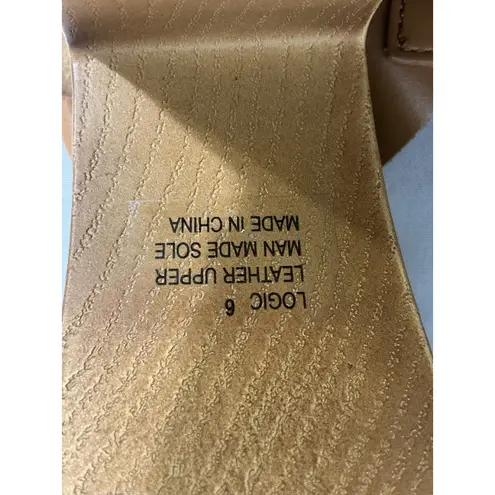 LOGIC 6
LEATHER UPPER
MAN MADE SOLE
MADE IN CHINA